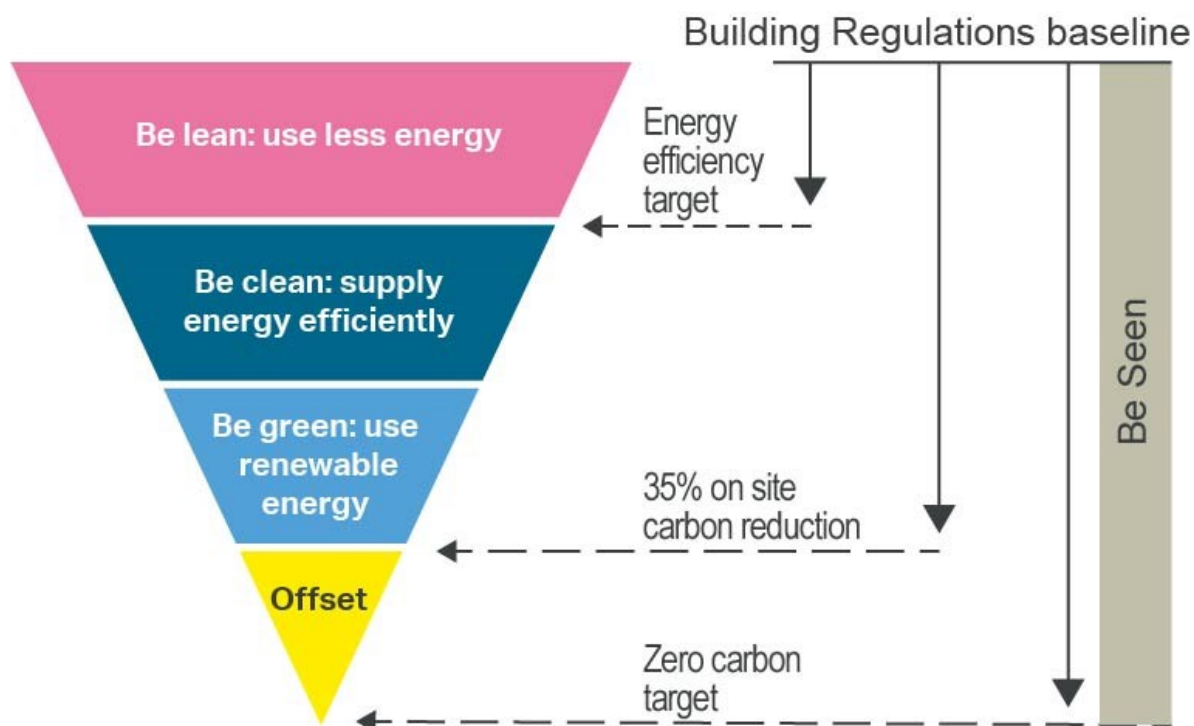 Building Regulations baseline
Be lean: use less energy
Energy
efficiency
target
Be clean: supply
energy efficiently
Be green: use
renewable
energy
35% on site
carbon reduction
Offset
Zero carbon
target
Be Seen